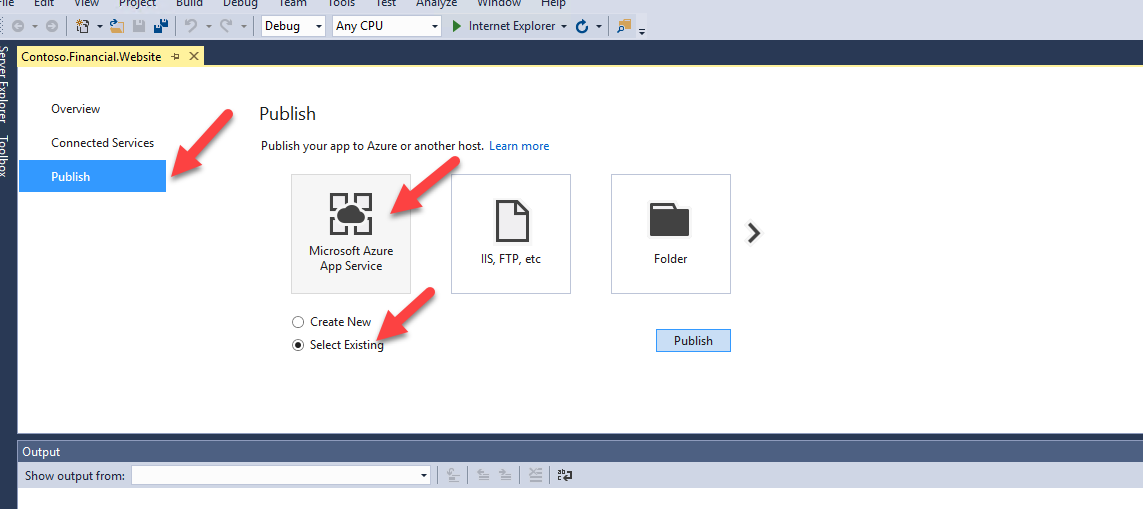 File Edit View Project Build Debug Team Tools Test Analyze Window Help
Debug Any CPU Internet Explorer
Contoso.Financial.Website
Server Explorer
Toolbox
Overview
Connected Services
Publish
Publish
Publish your app to Azure or another host. Learn more
Microsoft Azure
App Service
IIS, FTP, etc
Folder
Create New
Select Existing
Publish
Output
Show output from: